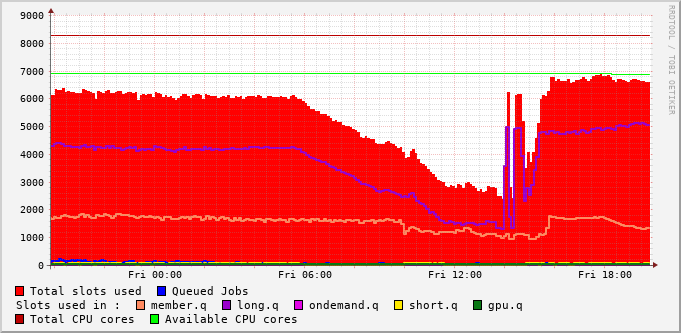 9000
8000
7000
6000
5000
4000
3000
2000
1000
0
Fri 00:00 Fri 06:00 Fri 12:00 Fri 18:00
RRDTOOL / TOBI OETIKER
Total slots used Queued Jobs
Slots used in : member.q long.q ondemand.q short.q gpu.q
Total CPU cores Available CPU cores